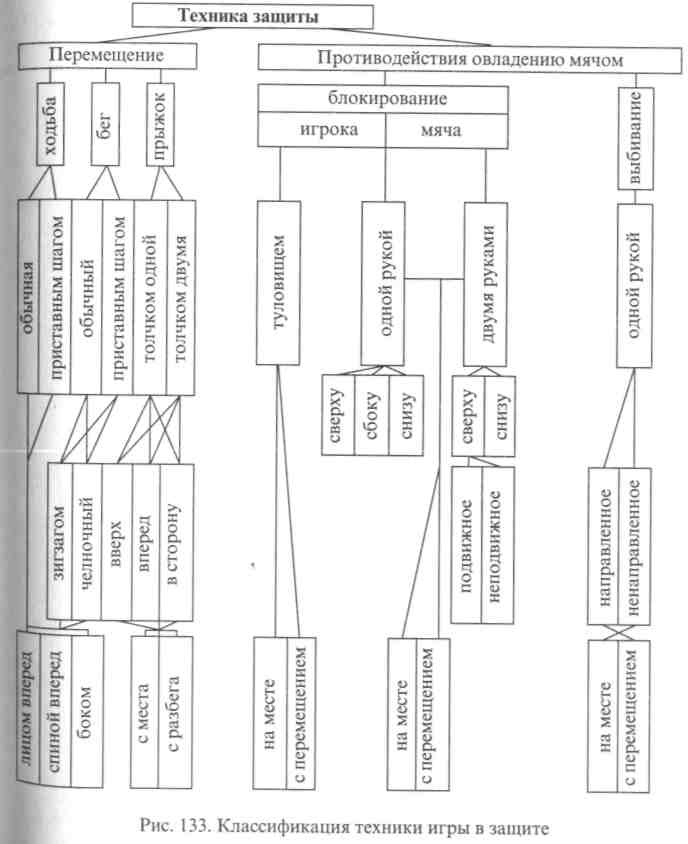 Техника защиты
Перемещение
Противодействия овладению мячом
ходьба
бег
прыжок
блокирование
игрока
мяча
выбивание
обычная
приставным шагом
обычный
приставным шагом
толчком одной
толчком двумя
туловищем
одной рукой
двумя руками
одной рукой
сверху
сбоку
снизу
сверху
снизу
зигзагом
челночный
вверх
вперед
в сторону
подвижное
неподвижное
направленное
ненаправленное
лицом вперед
спиной вперед
боком
с места
с разбега
на месте
с перемещением
на месте
с перемещением
на месте
с перемещением
Рис. 133. Классификация техники игры в защите